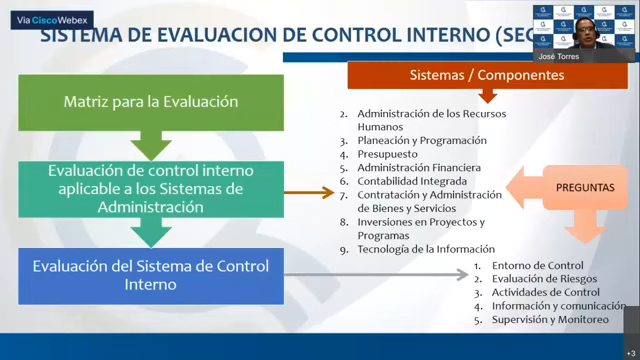 Vía Cisco Webex
SISTEMA DE EVALUACION DE CONTROL INTERNO (SEC
José Torres
Sistemas / Componentes
Matriz para la Evaluación
Evaluación de control interno
aplicable a los Sistemas de
Administración
Evaluación del Sistema de Control
Interno
2. Administración de los Recursos
Humanos
3. Planeación y Programación
4. Presupuesto
5. Administración Financiera
6. Contabilidad Integrada
7. Contratación y Administración
de Bienes y Servicios
8. Inversiones en Proyectos y
Programas
9. Tecnología de la Información
PREGUNTAS
1. Entorno de Control
2. Evaluación de Riesgos
3. Actividades de Control
4. Información y comunicación
5. Supervisión y Monitoreo
+3